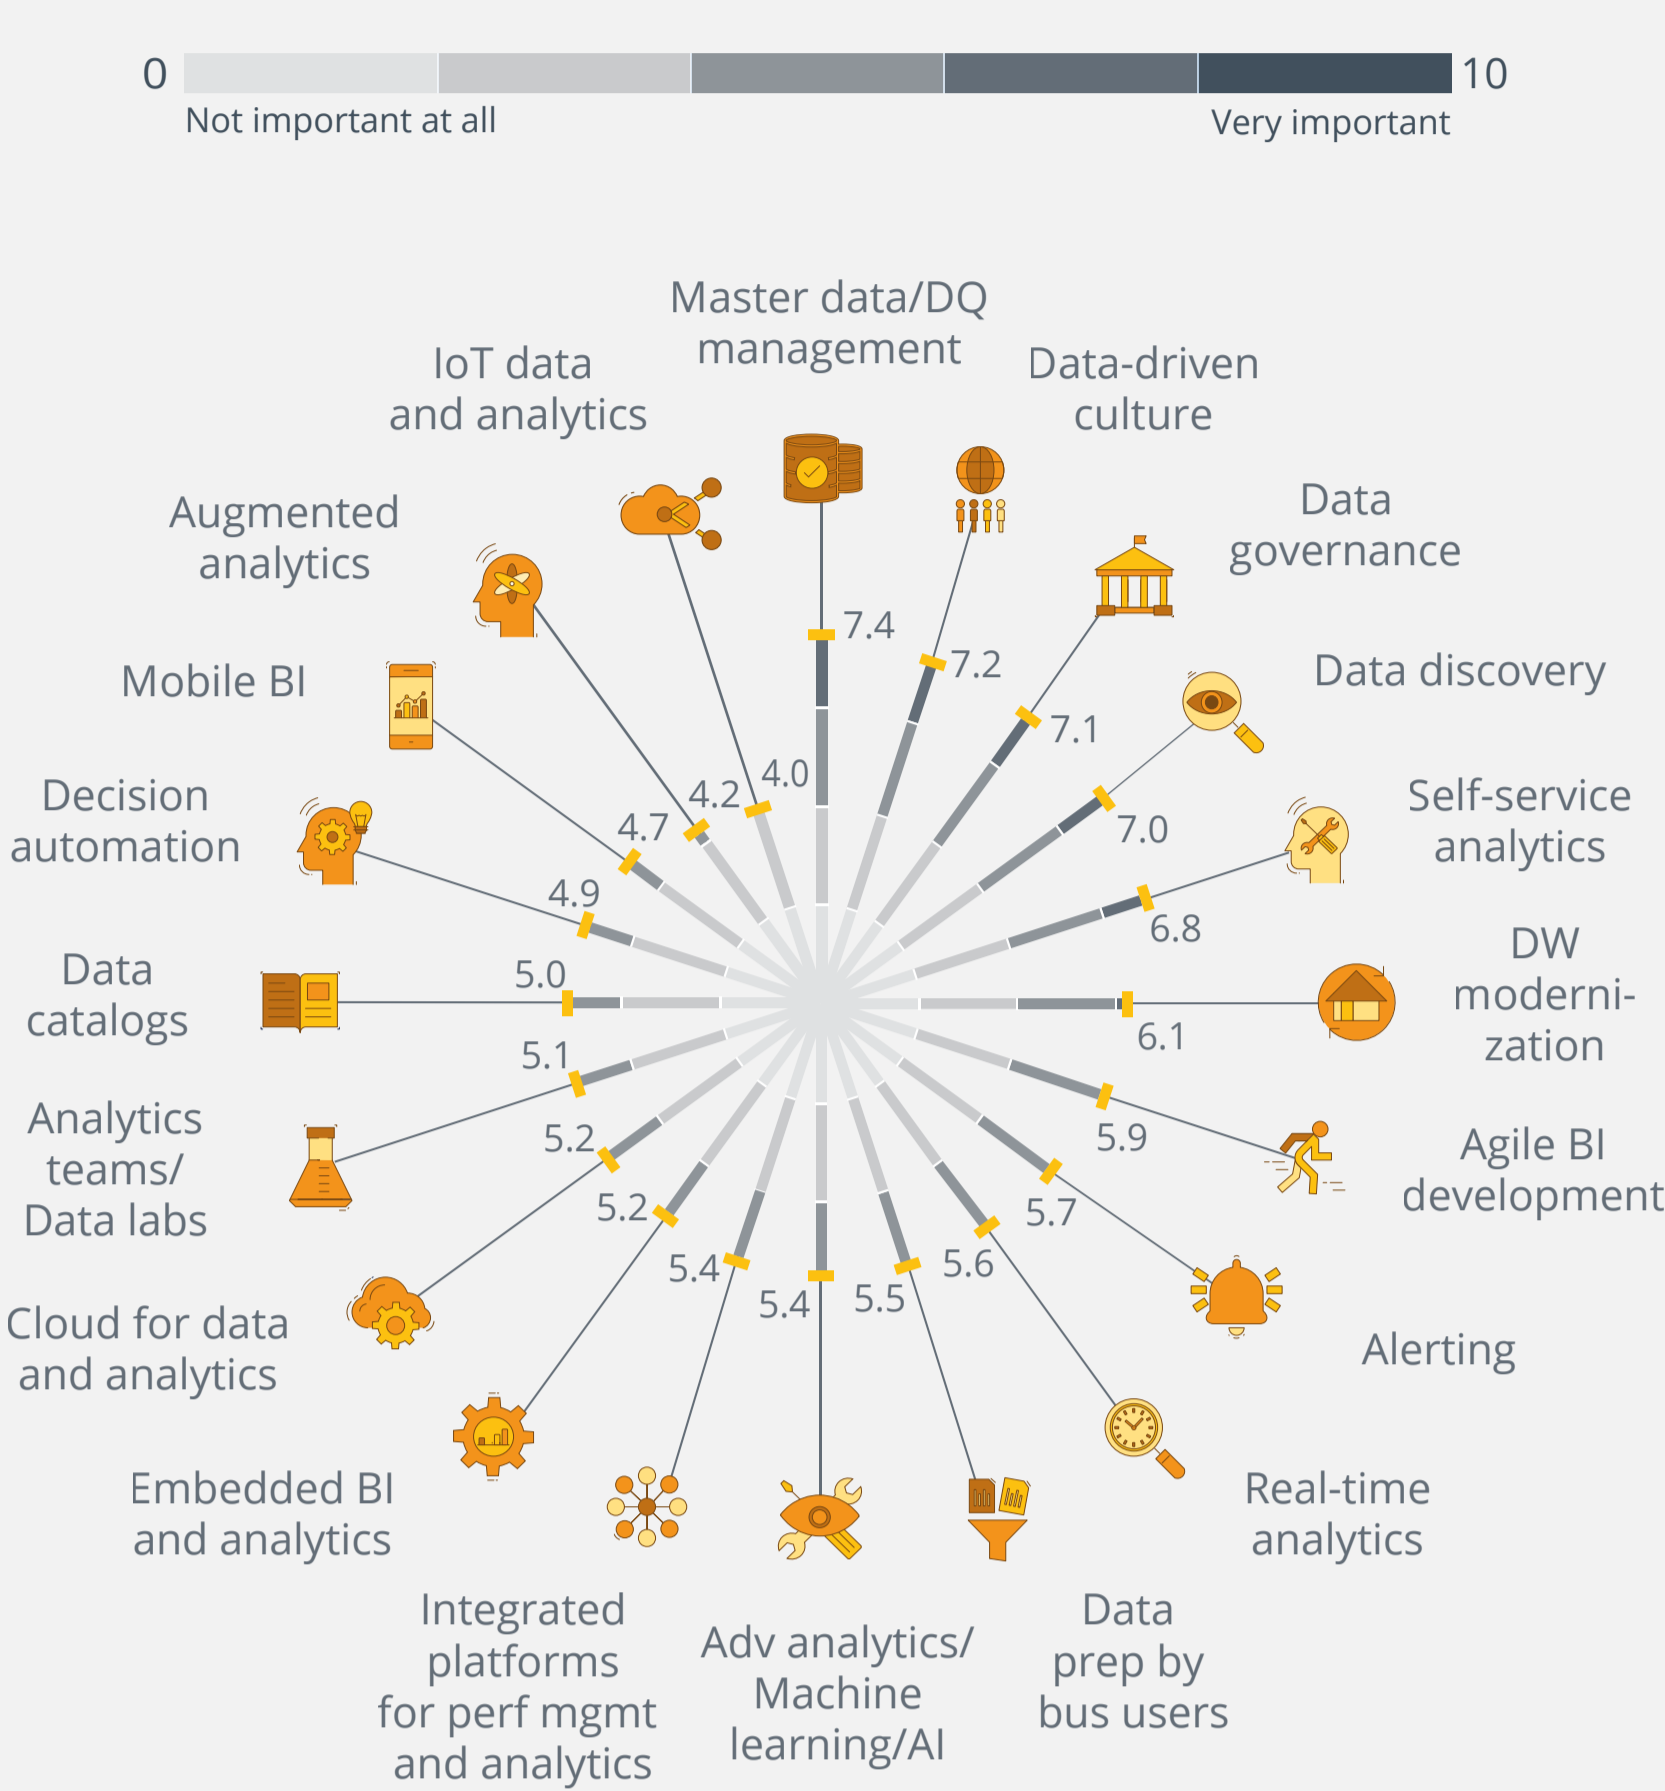 0
10
Not important at all
Very important
Master data/DQ
management
7.4
Data-driven
culture
7.2
Data
governance
7.1
Data discovery
7.0
Self-service
analytics
6.8
DW
moderni-
zation
6.1
Agile BI
development
5.9
Alerting
5.7
Real-time
analytics
5.6
Data
prep by
bus users
5.5
Adv analytics/
Machine
learning/AI
5.4
Integrated
platforms
for perf mgmt
and analytics
5.4
Embedded BI
and analytics
5.2
Cloud for data
and analytics
5.2
Analytics
teams/
Data labs
5.1
Data
catalogs
5.0
Decision
automation
4.9
Mobile BI
4.7
Augmented
analytics
4.2
IoT data
and analytics
4.0